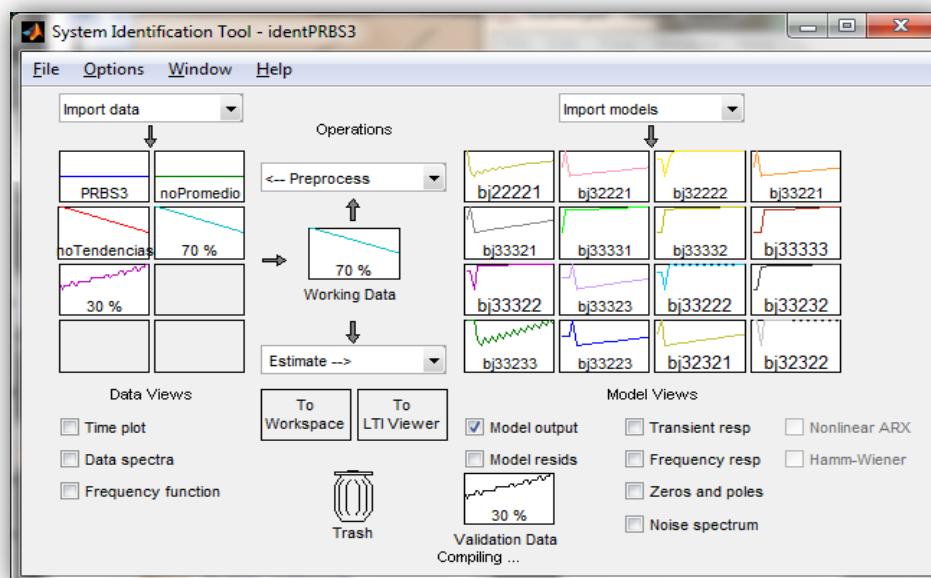 System Identification Tool - identPRBS3
File Options Window Help
Import data
Operations
Import models
PRBS3
noPromedio
<-- Preprocess
bj22221
bj32221
bj32222
bj33221
noTendencias
70 %
70 %
Working Data
bj33321
bj33331
bj33332
bj33333
30 %
bj33322
bj33323
bj33222
bj33232
Estimate -->
bj33233
bj33223
bj32321
bj32322
Data Views
To
Workspace
To
LTI Viewer
Model Views
Time plot
Data spectra
Frequency function
Trash
Model output
Model resids
30 %
Validation Data
Transient resp
Frequency resp
Zeros and poles
Noise spectrum
Nonlinear ARX
Hamm-Wiener
Compiling ...